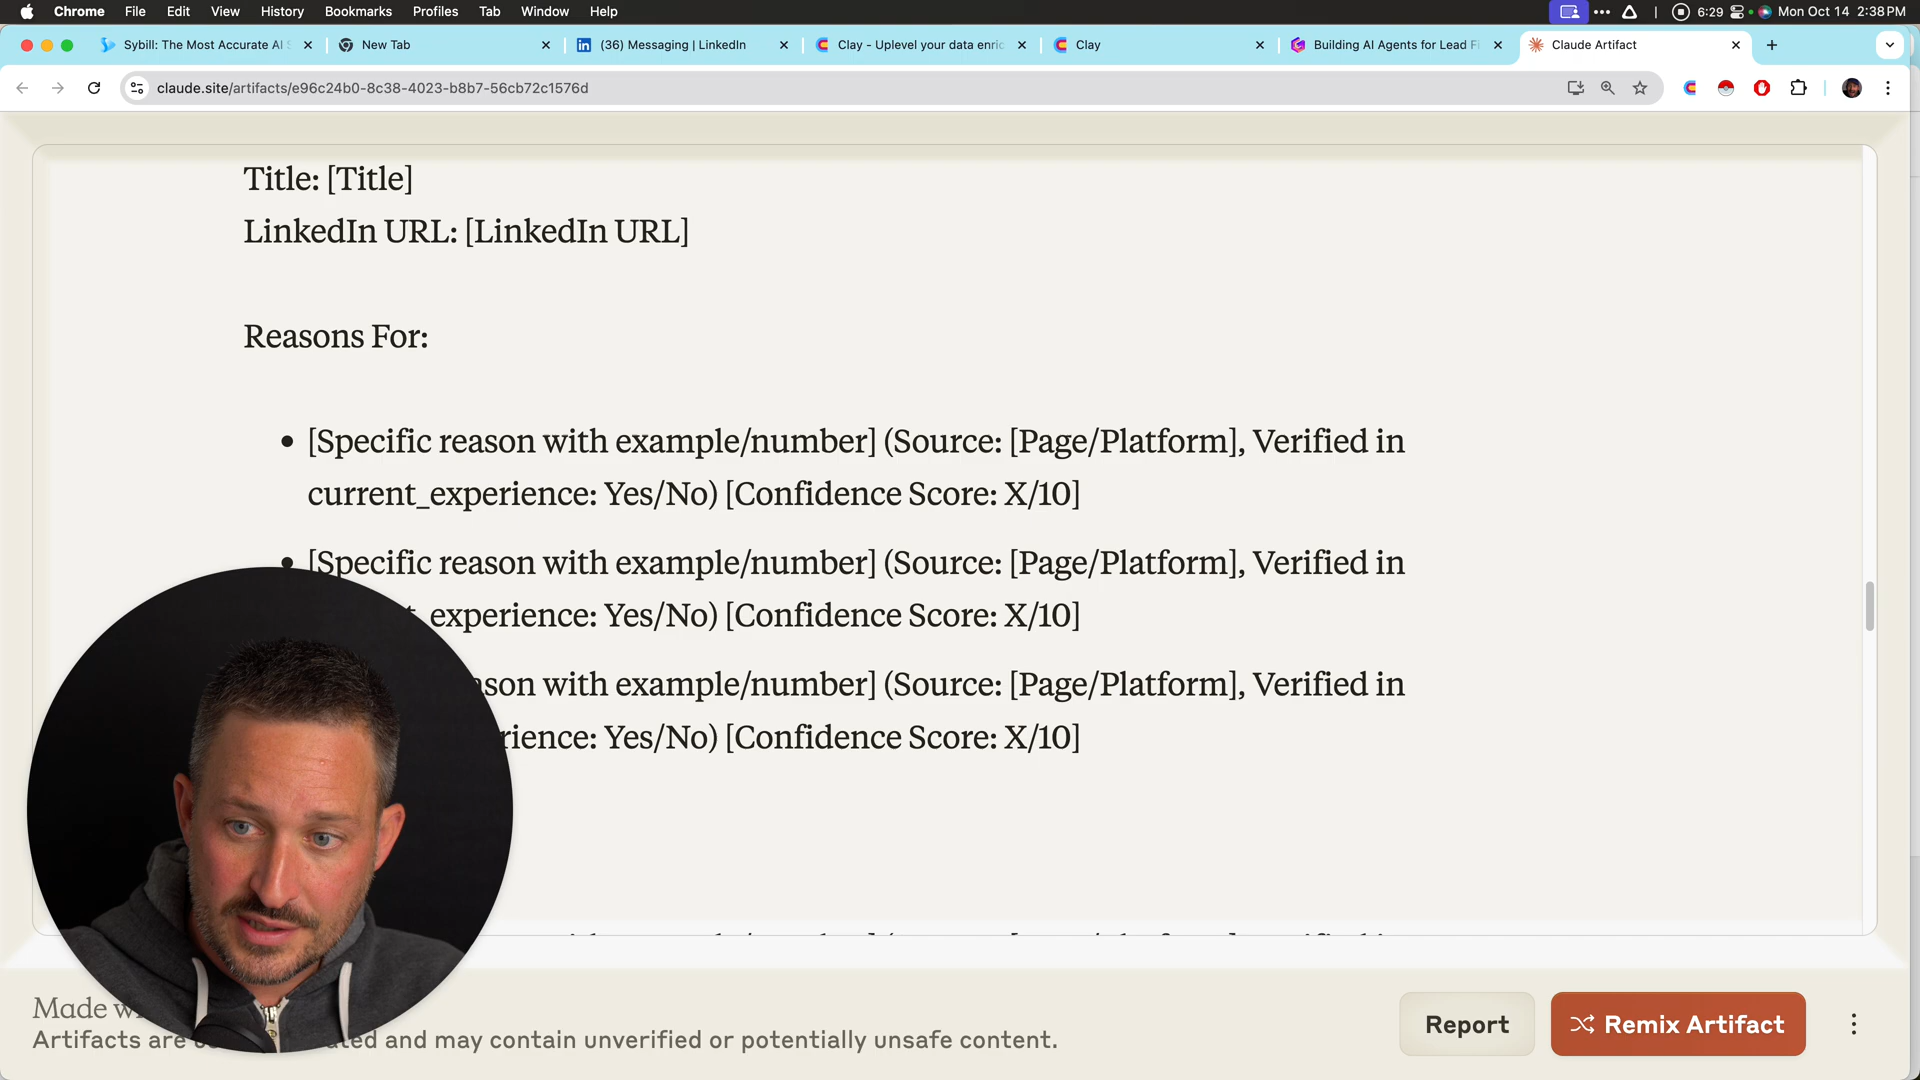 Chrome File Edit View History Bookmarks Profiles Tab Window Help 6:29 Mon Oct 14 2:38 PM
Sybill: The Most Accurate AI S
New Tab
(36) Messaging | LinkedIn
Clay - Uplevel your data enric
Clay
Building AI Agents for Lead Fi
Claude Artifact
claude.site/artifacts/e96c24b0-8c38-4023-b8b7-56cb72c1576d
Title: [Title]
LinkedIn URL: [LinkedIn URL]
Reasons For:
• [Specific reason with example/number] (Source: [Page/Platform], Verified in
current_experience: Yes/No) [Confidence Score: X/10]
• [Specific reason with example/number] (Source: [Page/Platform], Verified in
experience: Yes/No) [Confidence Score: X/10]
with example/number] (Source: [Page/Platform], Verified in
Yes/No) [Confidence Score: X/10]
Made
Artifacts are and may contain unverified or potentially unsafe content.
Report
Remix Artifact